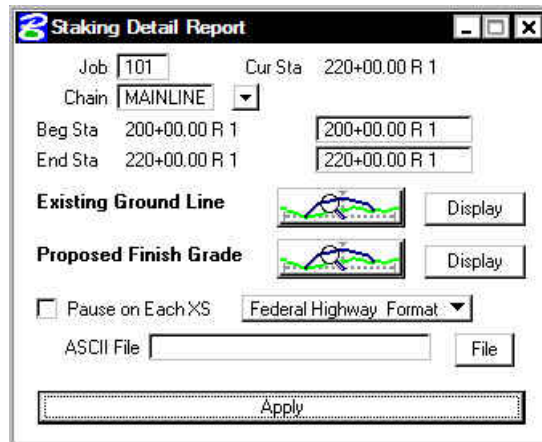 Staking Detail Report
Job 101 Cur Sta 220+00.00 R 1
Chain MAINLINE
Beg Sta 200+00.00 R 1 200+00.00 R 1
End Sta 220+00.00 R 1 220+00.00 R 1
Existing Ground Line Display
Proposed Finish Grade Display
Pause on Each XS Federal Highway Format
ASCII File File
Apply